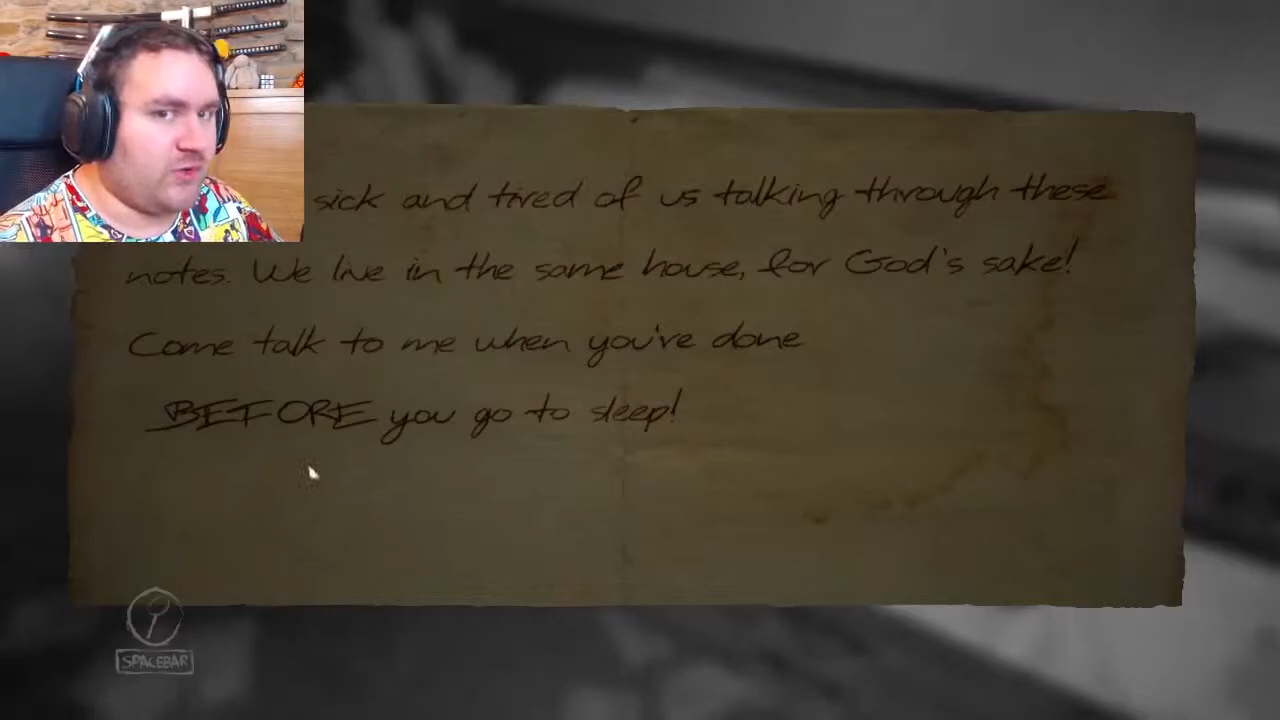 sick and tired of us talking through these
notes. We live in the same house, for God's sake!
Come talk to me when you've done
BEFORE you go to sleep!
SPACEBAR